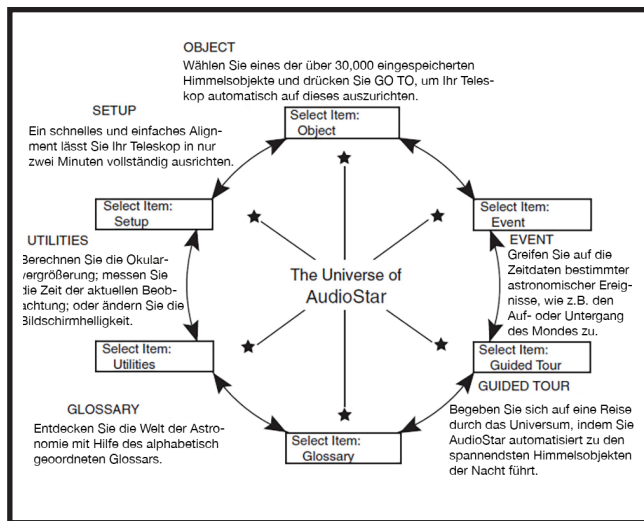 OBJECT
Wählen Sie eines der über 30,000 eingespeicherten
Himmelsobjekte und drücken Sie GO TO, um Ihr Teles-
kop automatisch auf dieses auszurichten.
SETUP
Ein schnelles und einfaches Align-
ment lässt Sie Ihr Teleskop in nur
zwei Minuten vollständig ausrichten.
Select Item:
Object
Select Item:
Setup
Select Item:
Event
UTILITIES
Berechnen Sie die Okular-
vergrößerung; messen Sie
die Zeit der aktuellen Beob-
achtung; oder ändern Sie die
Bildschirmhelligkeit.
The Universe of
AudioStar
EVENT
Greifen Sie auf die
Zeitdaten bestimmter
astronomischer Ereig-
nisse, wie z.B. den
Auf- oder Untergang
des Mondes zu.
Select Item:
Utilities
Select Item:
Guided Tour
GLOSSARY
Entdecken Sie die Welt der Astro-
nomie mit Hilfe des alphabetisch
geoordneten Glossars.
Select Item:
Glossary
GUIDED TOUR
Begeben Sie sich auf eine Reise
durch das Universum, indem Sie
AudioStar automatisiert zu den
spannendsten Himmelsobjekten
der Nacht führt.